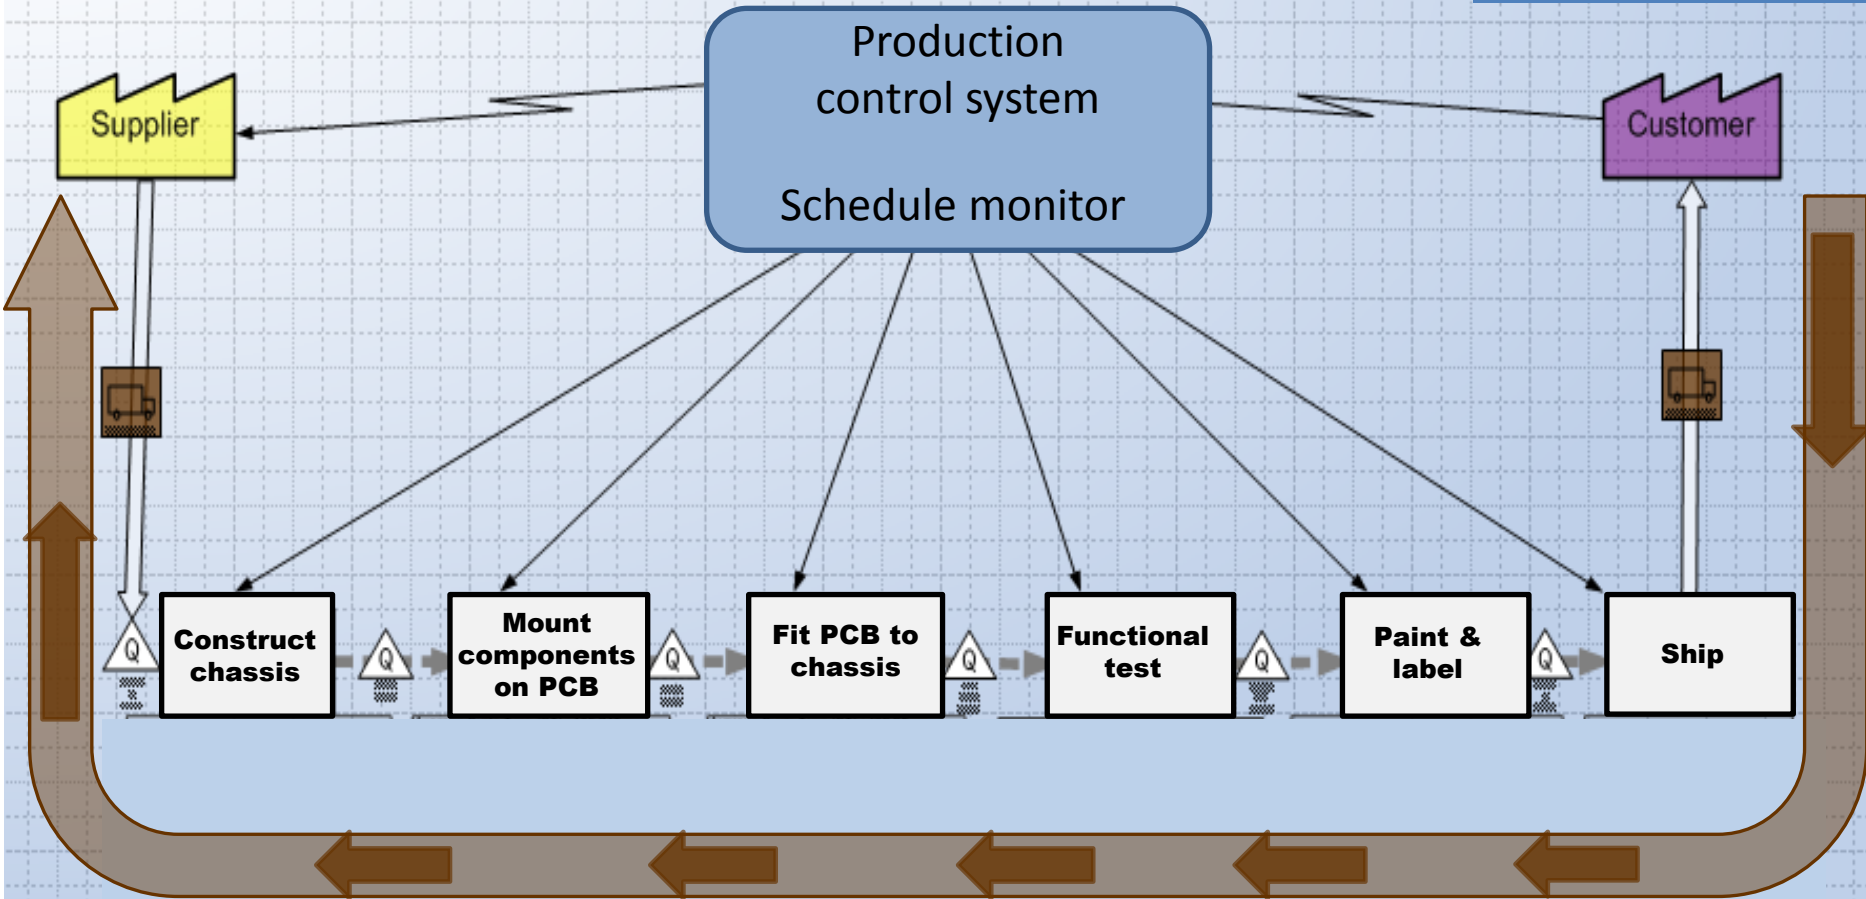 Production
control system
Schedule monitor
Supplier
Customer
Q
Construct
chassis
Q
Mount
components
on PCB
Q
Fit PCB to
chassis
Q
Functional
test
Q
Paint &
label
Q
Ship